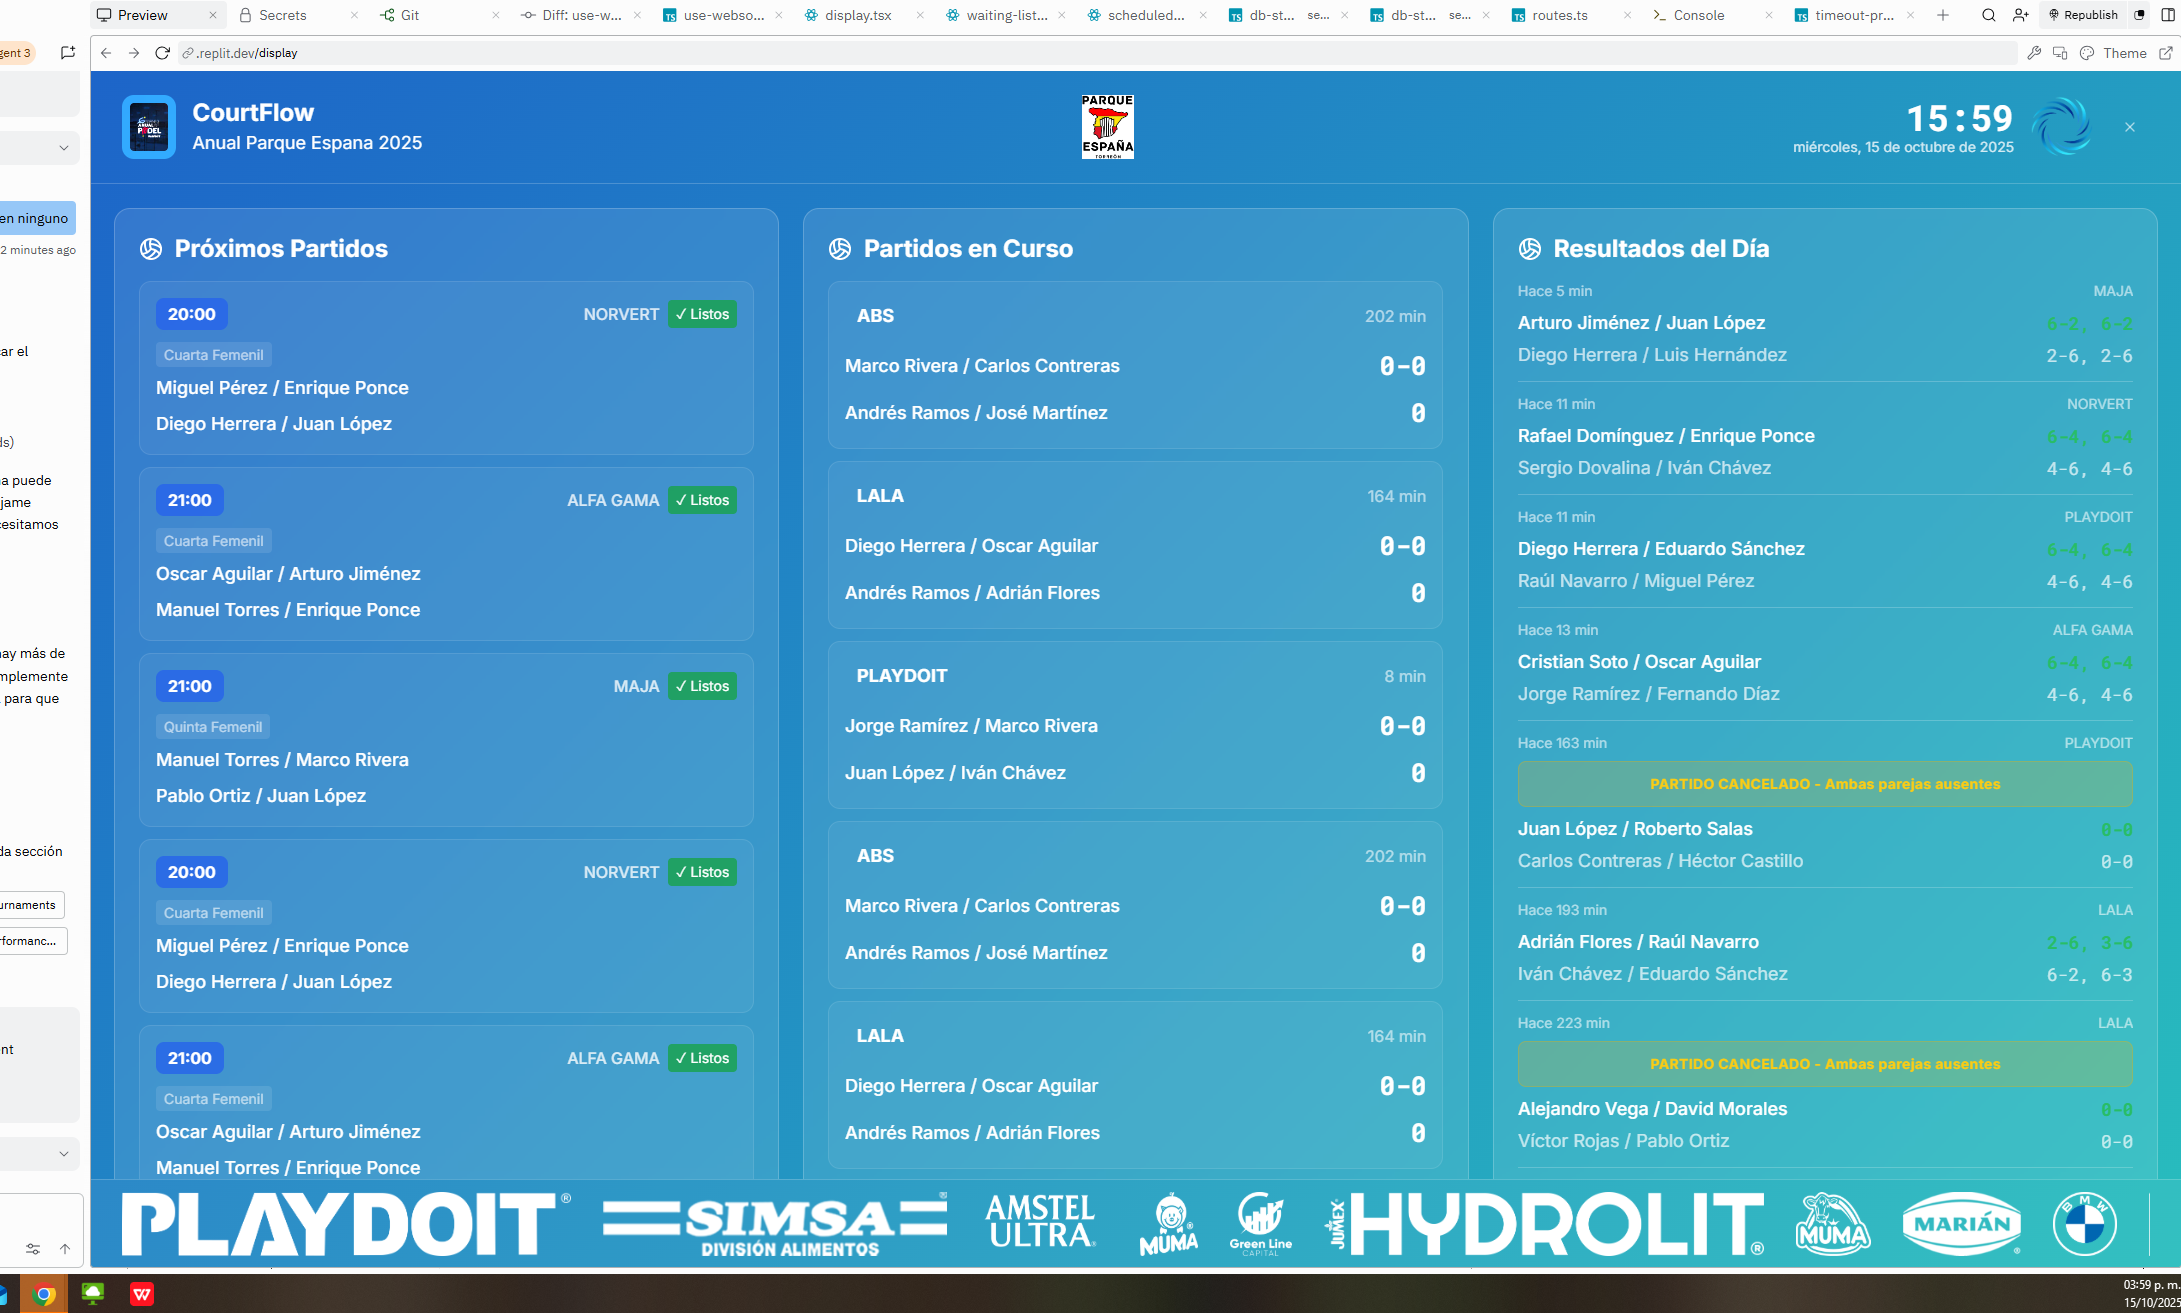 Preview
Secrets
Git
Diff: use-w...
use-webso...
display.tsx
waiting-list...
scheduled...
db-st... se...
db-st... se...
routes.ts
Console
timeout-pr...
Republish
gent 3
.replit.dev/display
Theme
CourtFlow
Anual Parque Espana 2025
PARQUE
ESPAÑA
TORREÓN
15:59
miércoles, 15 de octubre de 2025
en ninguno
2 minutes ago
ar el
ds)
a puede
jame
cesitamos
nay más de
mplemente
para que
da sección
urnaments
rformanc...
nt
Próximos Partidos
20:00 NORVERT ✓ Listos
Cuarta Femenil
Miguel Pérez / Enrique Ponce
Diego Herrera / Juan López
21:00 ALFA GAMA ✓ Listos
Cuarta Femenil
Oscar Aguilar / Arturo Jiménez
Manuel Torres / Enrique Ponce
21:00 MAJA ✓ Listos
Quinta Femenil
Manuel Torres / Marco Rivera
Pablo Ortiz / Juan López
20:00 NORVERT ✓ Listos
Cuarta Femenil
Miguel Pérez / Enrique Ponce
Diego Herrera / Juan López
21:00 ALFA GAMA ✓ Listos
Cuarta Femenil
Oscar Aguilar / Arturo Jiménez
Manuel Torres / Enrique Ponce
Partidos en Curso
ABS 202 min
Marco Rivera / Carlos Contreras 0-0
Andrés Ramos / José Martínez 0
LALA 164 min
Diego Herrera / Oscar Aguilar 0-0
Andrés Ramos / Adrián Flores 0
PLAYDOIT 8 min
Jorge Ramírez / Marco Rivera 0-0
Juan López / Iván Chávez 0
ABS 202 min
Marco Rivera / Carlos Contreras 0-0
Andrés Ramos / José Martínez 0
LALA 164 min
Diego Herrera / Oscar Aguilar 0-0
Andrés Ramos / Adrián Flores 0
Resultados del Día
Hace 5 min MAJA
Arturo Jiménez / Juan López 6-2, 6-2
Diego Herrera / Luis Hernández 2-6, 2-6
Hace 11 min NORVERT
Rafael Domínguez / Enrique Ponce 6-4, 6-4
Sergio Dovalina / Iván Chávez 4-6, 4-6
Hace 11 min PLAYDOIT
Diego Herrera / Eduardo Sánchez 6-4, 6-4
Raúl Navarro / Miguel Pérez 4-6, 4-6
Hace 13 min ALFA GAMA
Cristian Soto / Oscar Aguilar 6-4, 6-4
Jorge Ramírez / Fernando Díaz 4-6, 4-6
Hace 163 min PLAYDOIT
PARTIDO CANCELADO - Ambas parejas ausentes
Juan López / Roberto Salas 0-0
Carlos Contreras / Héctor Castillo 0-0
Hace 193 min LALA
Adrián Flores / Raúl Navarro 2-6, 3-6
Iván Chávez / Eduardo Sánchez 6-2, 6-3
Hace 223 min LALA
PARTIDO CANCELADO - Ambas parejas ausentes
Alejandro Vega / David Morales 0-0
Víctor Rojas / Pablo Ortiz 0-0
PLAYDOIT®
SIMSA®
DIVISIÓN ALIMENTOS
AMSTEL
ULTRA
MUMA
Green Line
CAPITAL
JUMEX
HYDROLIT®
MUMA
MARIÁN®
BMW
03:59 p. m.
15/10/2025